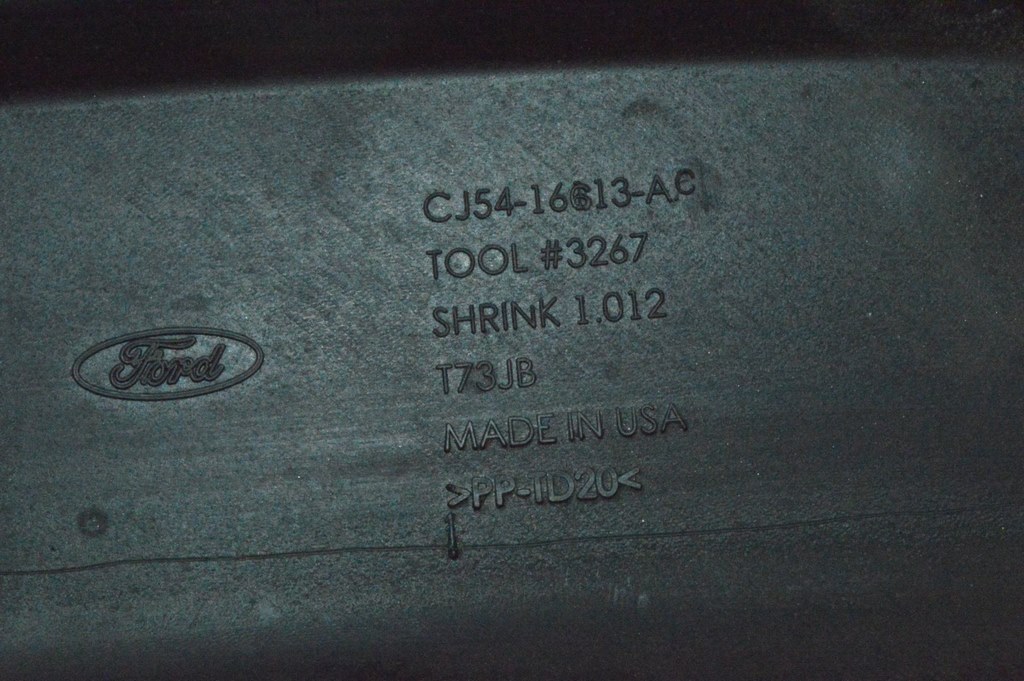 Ford
CJ54-16613-AC
TOOL #3267
SHRINK 1.012
T73JB
MADE IN USA
>PP-TD20<